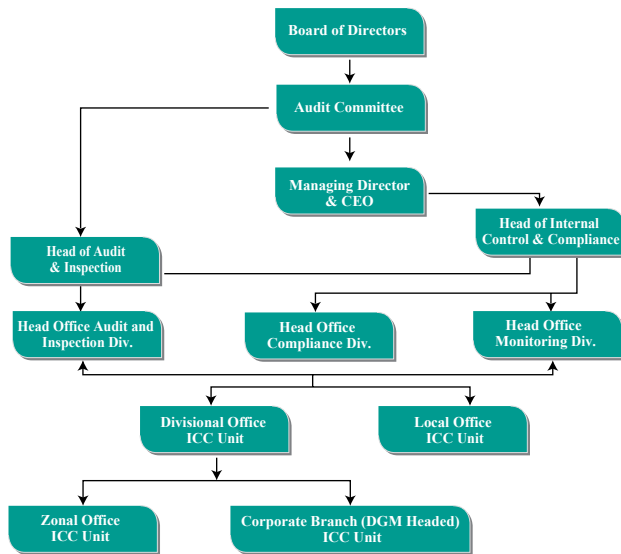 Board of Directors
Audit Committee
Managing Director
& CEO
Head of Internal
Control & Compliance
Head of Audit
& Inspection
Head Office Audit and
Inspection Div.
Head Office
Compliance Div.
Head Office
Monitoring Div.
Divisional Office
ICC Unit
Local Office
ICC Unit
Zonal Office
ICC Unit
Corporate Branch (DGM Headed)
ICC Unit